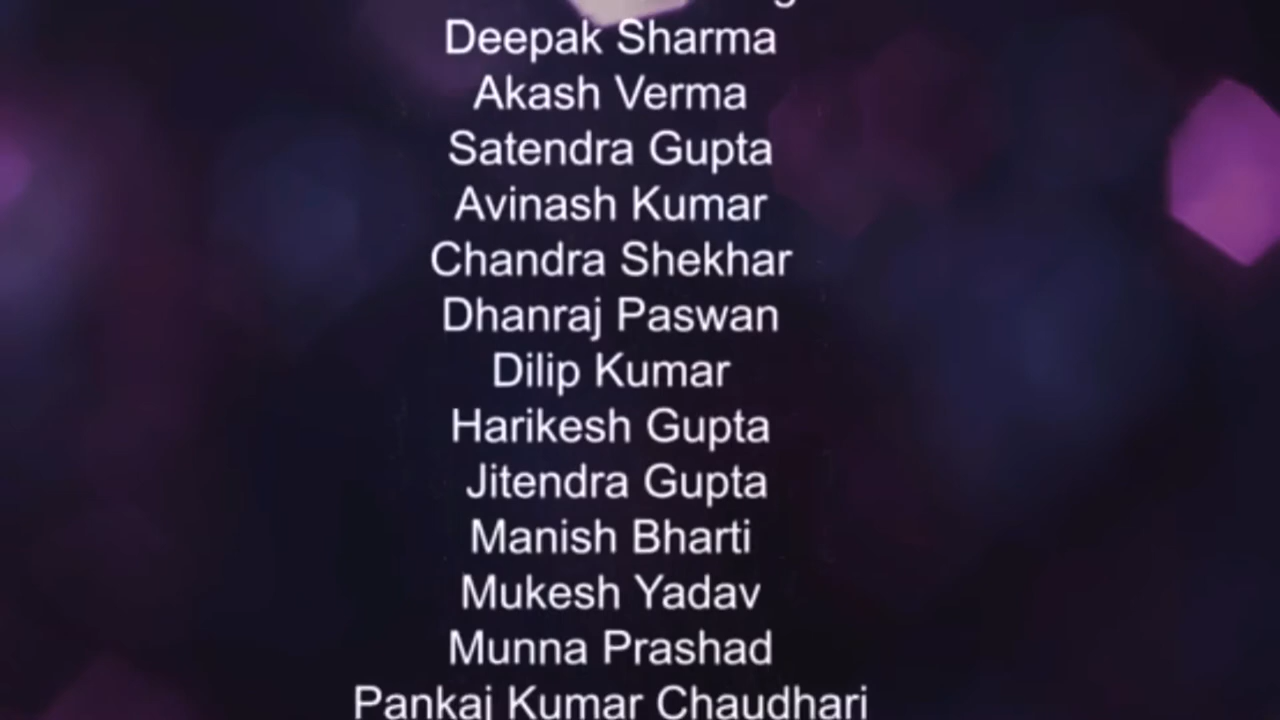 Deepak Sharma
Akash Verma
Satendra Gupta
Avinash Kumar
Chandra Shekhar
Dhanraj Paswan
Dilip Kumar
Harikesh Gupta
Jitendra Gupta
Manish Bharti
Mukesh Yadav
Munna Prashad
Pankaj Kumar Chaudhari